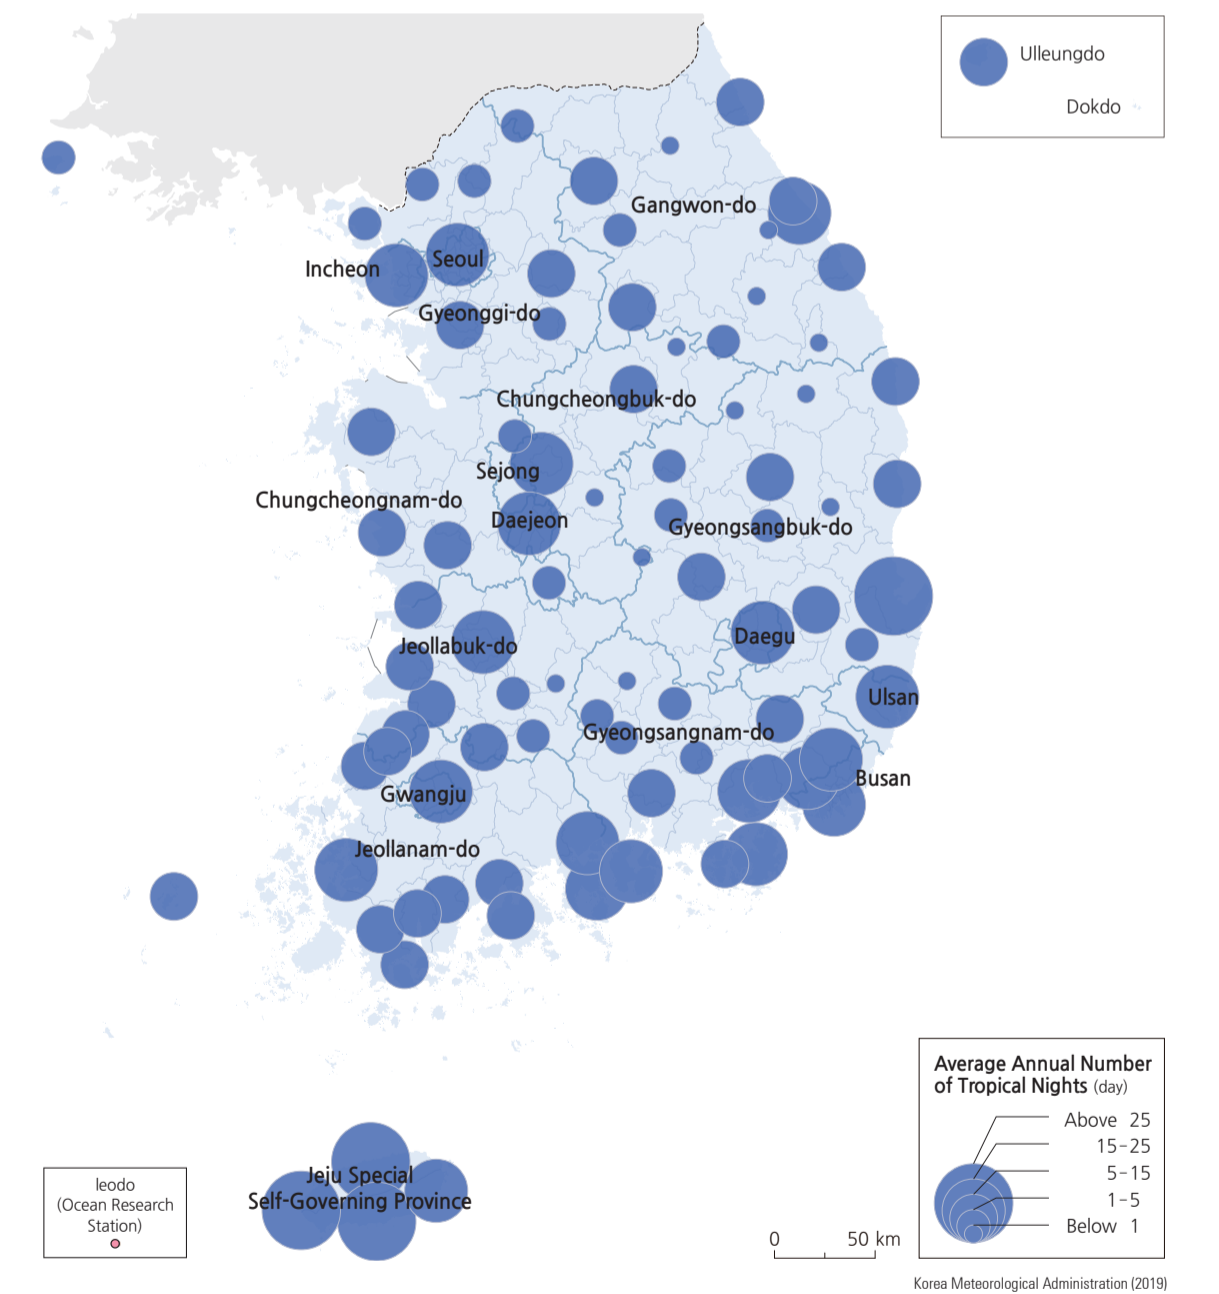 Ulleungdo
Dokdo
Gangwon-do
Seoul
Incheon
Gyeonggi-do
Chungcheongbuk-do
Sejong
Chungcheongnam-do
Daejeon
Gyeongsangbuk-do
Daegu
Jeollabuk-do
Ulsan
Gyeongsangnam-do
Busan
Gwangju
Jeollanam-do
Jeju Special
Self-Governing Province
Ieodo
(Ocean Research
Station)
0 50 km
Average Annual Number
of Tropical Nights (day)
Above 25
15-25
5-15
1-5
Below 1
Korea Meteorological Administration (2019)